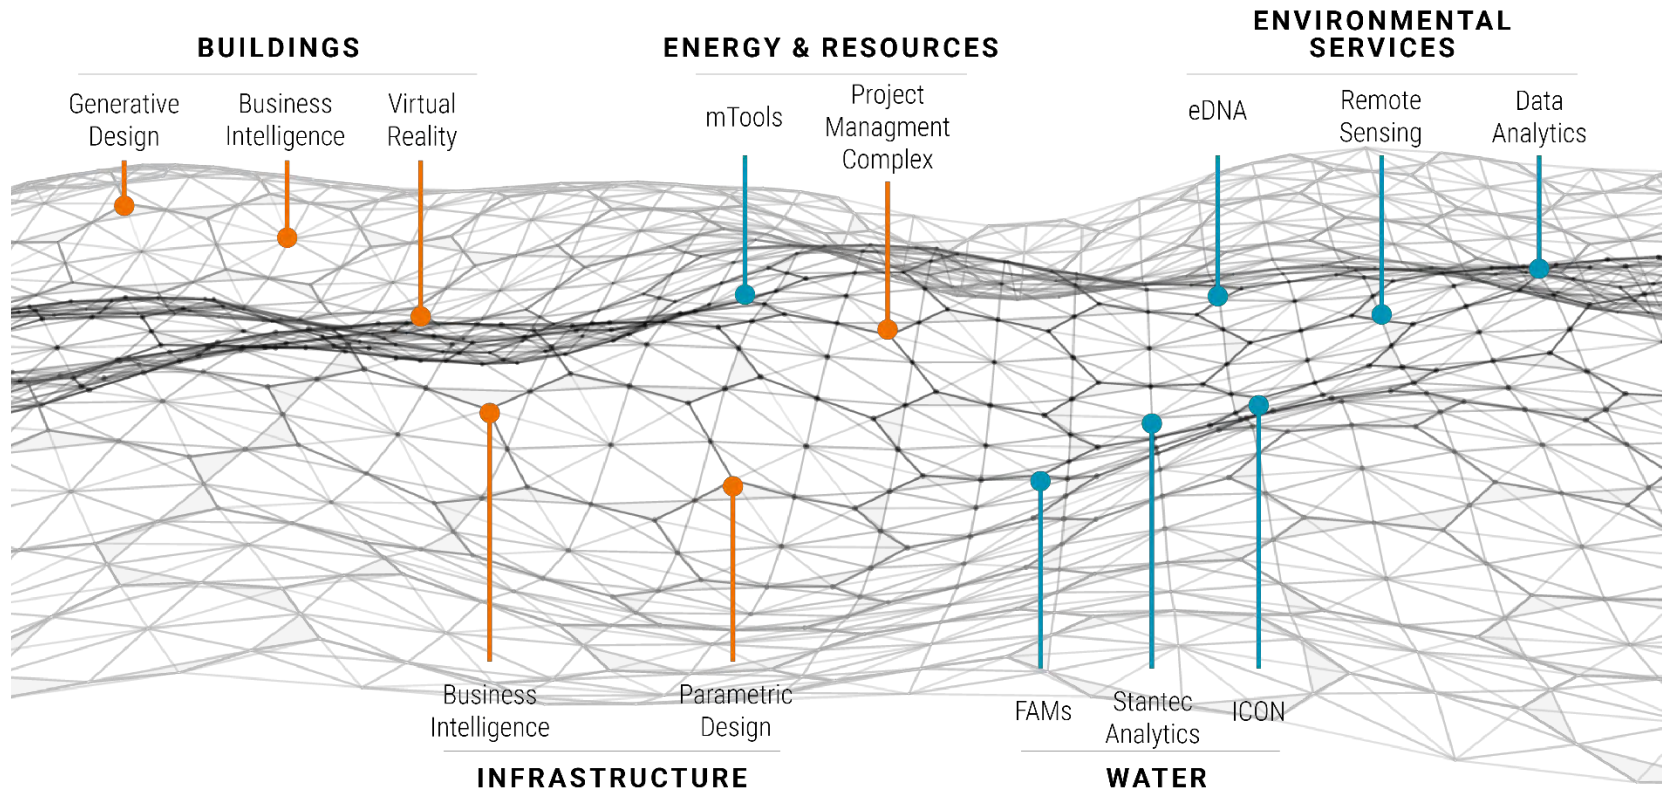 BUILDINGS
Generative
Design
Business
Intelligence
Virtual
Reality
ENERGY & RESOURCES
mTools
Project
Managment
Complex
ENVIRONMENTAL
SERVICES
eDNA
Remote
Sensing
Data
Analytics
Business
Intelligence
Parametric
Design
INFRASTRUCTURE
FAMs
Stantec
Analytics
ICON
WATER